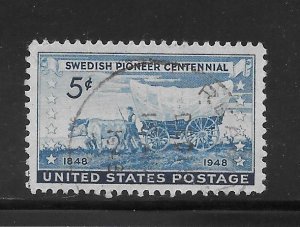 SWEDISH PIONEER CENTENNIAL
5¢
1848 1948
UNITED STATES POSTAGE